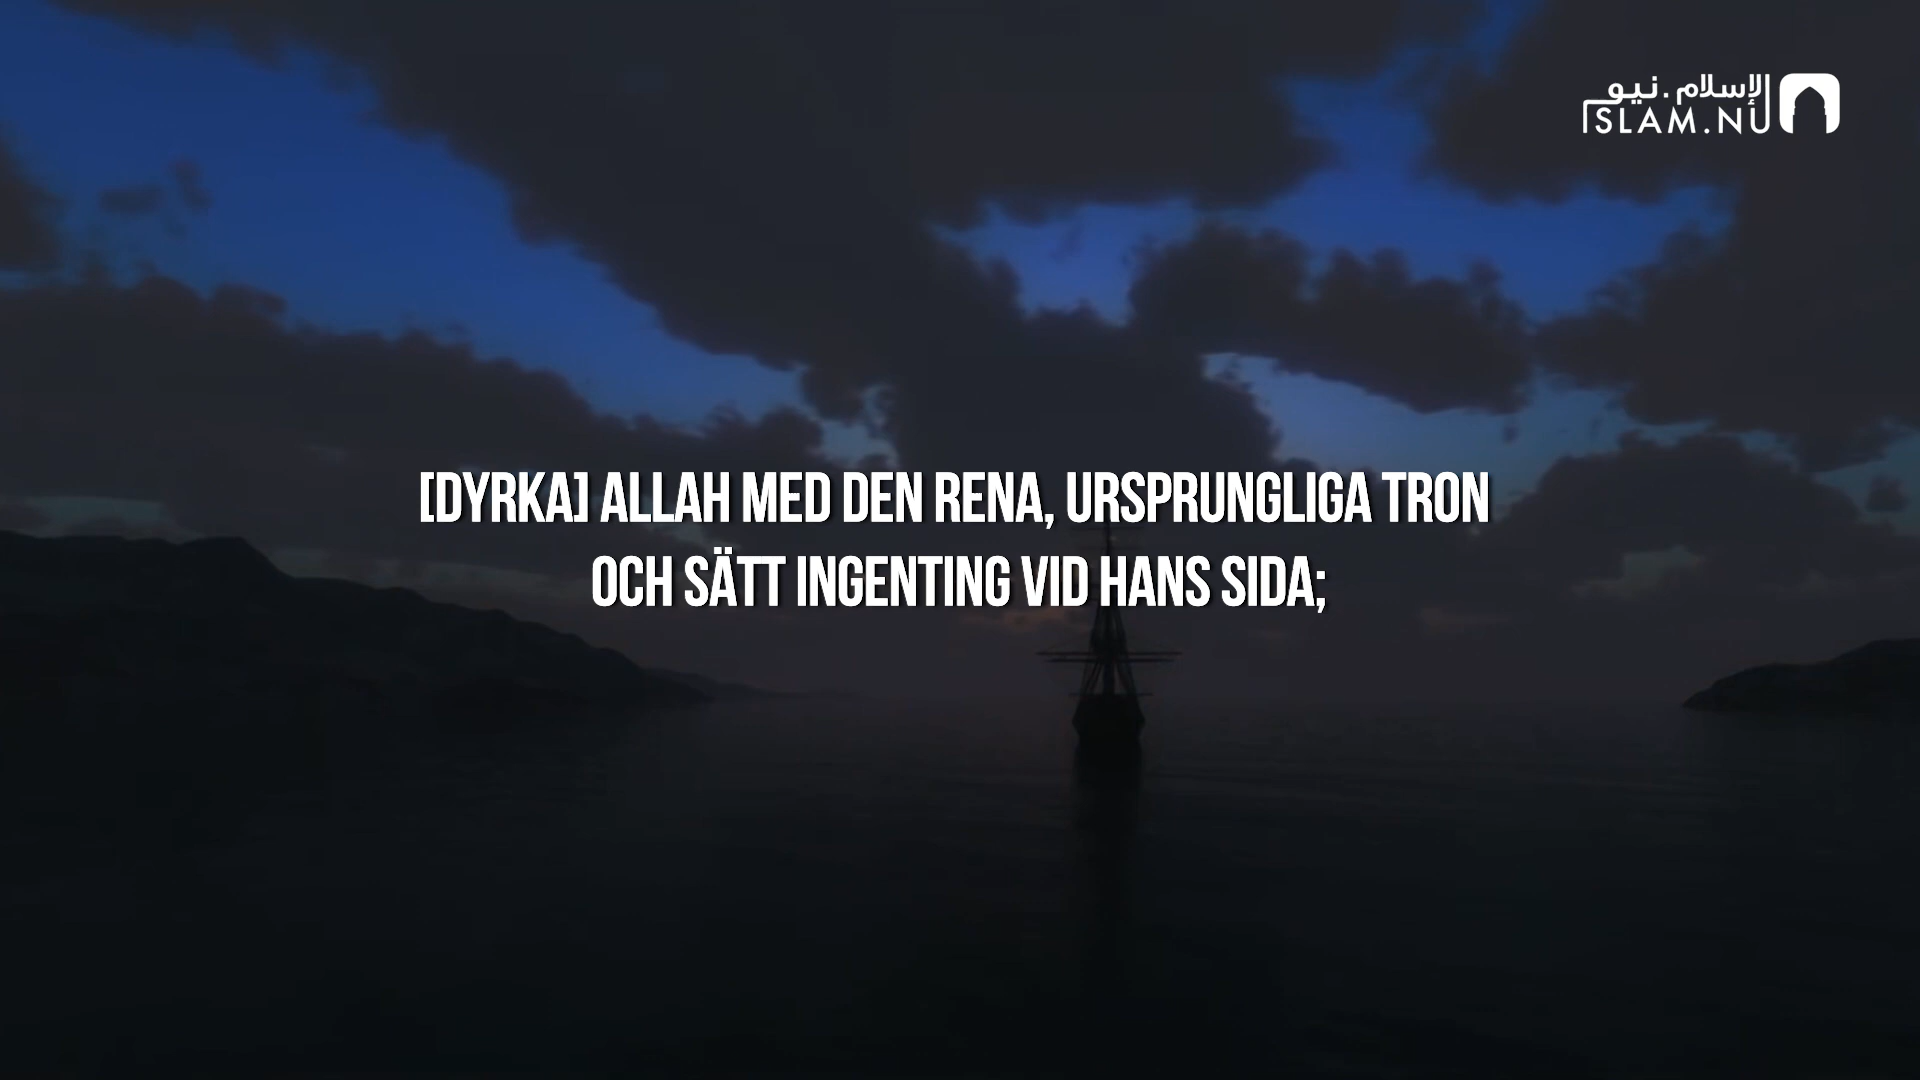 الإسلام.نيو
ISLAM.NU
[DYRKA] ALLAH MED DEN RENA, URSPRUNGLIGA TRON
OCH SÄTT INGENTING VID HANS SIDA;